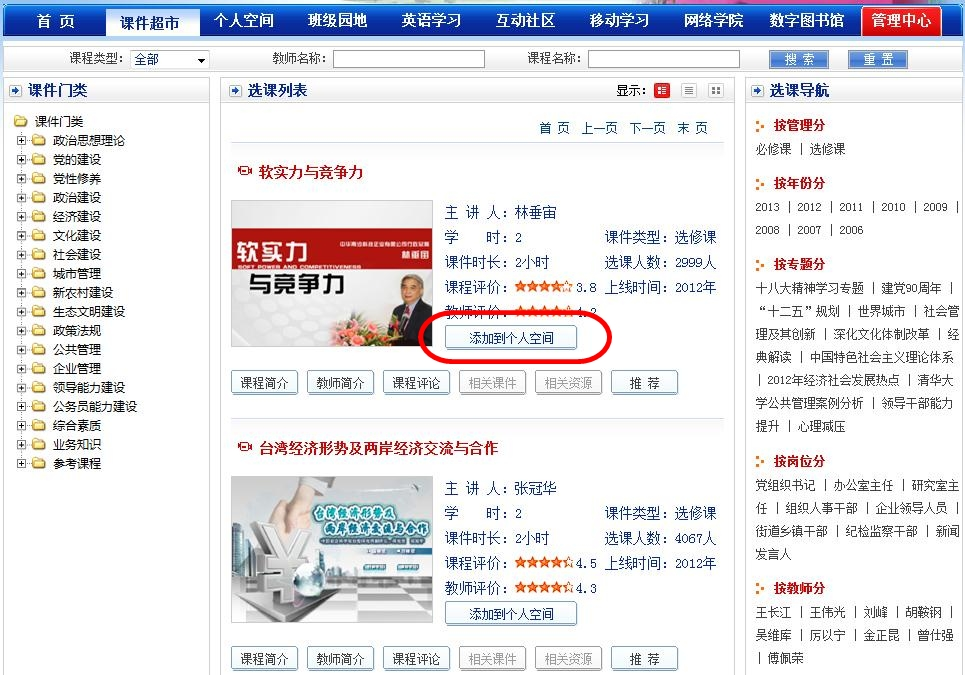 首 页 课件超市 个人空间 班级园地 英语学习 互动社区 移动学习 网络学院 数字图书馆 管理中心
课程类型: 全部 教师名称: 课程名称: 搜 索 重 置
课件门类
课件门类
政治思想理论
党的建设
党性修养
政治建设
经济建设
文化建设
社会建设
城市管理
新农村建设
生态文明建设
政策法规
公共管理
企业管理
领导能力建设
公务员能力建设
综合素质
业务知识
参考课程
选课列表 显示:
首 页 上一页 下一页 末 页
软实力与竞争力
软实力
SOFT POWER AND COMPETITIVENESS
与竞争力
林垂宙
主 讲 人: 林垂宙
学 时: 2 课件类型: 选修课
课件时长: 2小时 选课人数: 2999人
课程评价: 3.8 上线时间: 2012年
教师评价: 4.2
添加到个人空间
课程简介 教师简介 课程评论 相关课件 相关资源 推 荐
台湾经济形势及两岸经济交流与合作
台湾经济形势及
两岸经济交流与合作
主 讲 人: 张冠华
学 时: 2 课件类型: 选修课
课件时长: 2小时 选课人数: 4067人
课程评价: 4.5 上线时间: 2012年
教师评价: 4.3
添加到个人空间
课程简介 教师简介 课程评论 相关课件 相关资源 推 荐
选课导航
按管理分
必修课 | 选修课
按年份分
2013 | 2012 | 2011 | 2010 | 2009 |
2008 | 2007 | 2006
按专题分
十八大精神学习专题 | 建党90周年 |
“十二五”规划 | 世界城市 | 社会管
理及其创新 | 深化文化体制改革 | 经
典解读 | 中国特色社会主义理论体系
| 2012年经济社会发展热点 | 清华大
学公共管理案例分析 | 领导干部能力
提升 | 心理减压
按岗位分
党组织书记 | 办公室主任 | 研究室主
任 | 组织人事干部 | 企业领导人员 |
街道乡镇干部 | 纪检监察干部 | 新闻
发言人
按教师分
王长江 | 王伟光 | 刘峰 | 胡鞍钢 |
吴维库 | 厉以宁 | 金正昆 | 曾仕强
| 傅佩荣